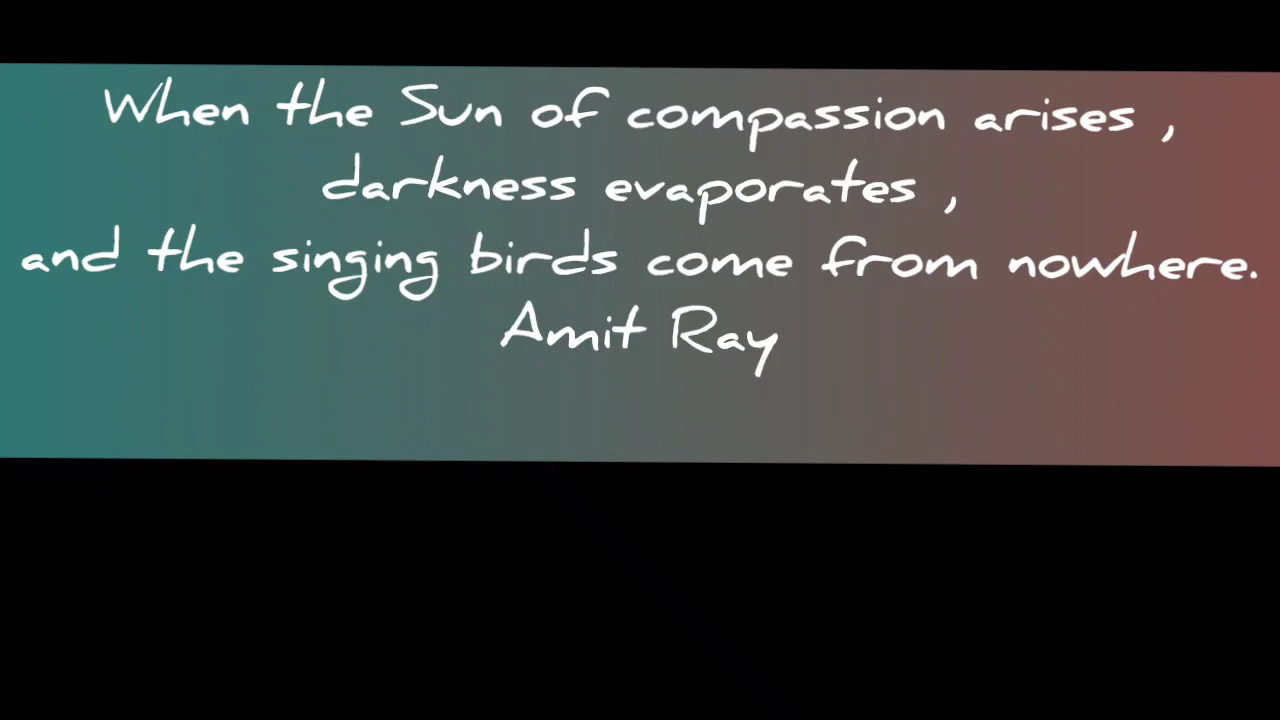 When the Sun of compassion arises ,
darkness evaporates ,
and the singing birds come from nowhere.
Amit Ray